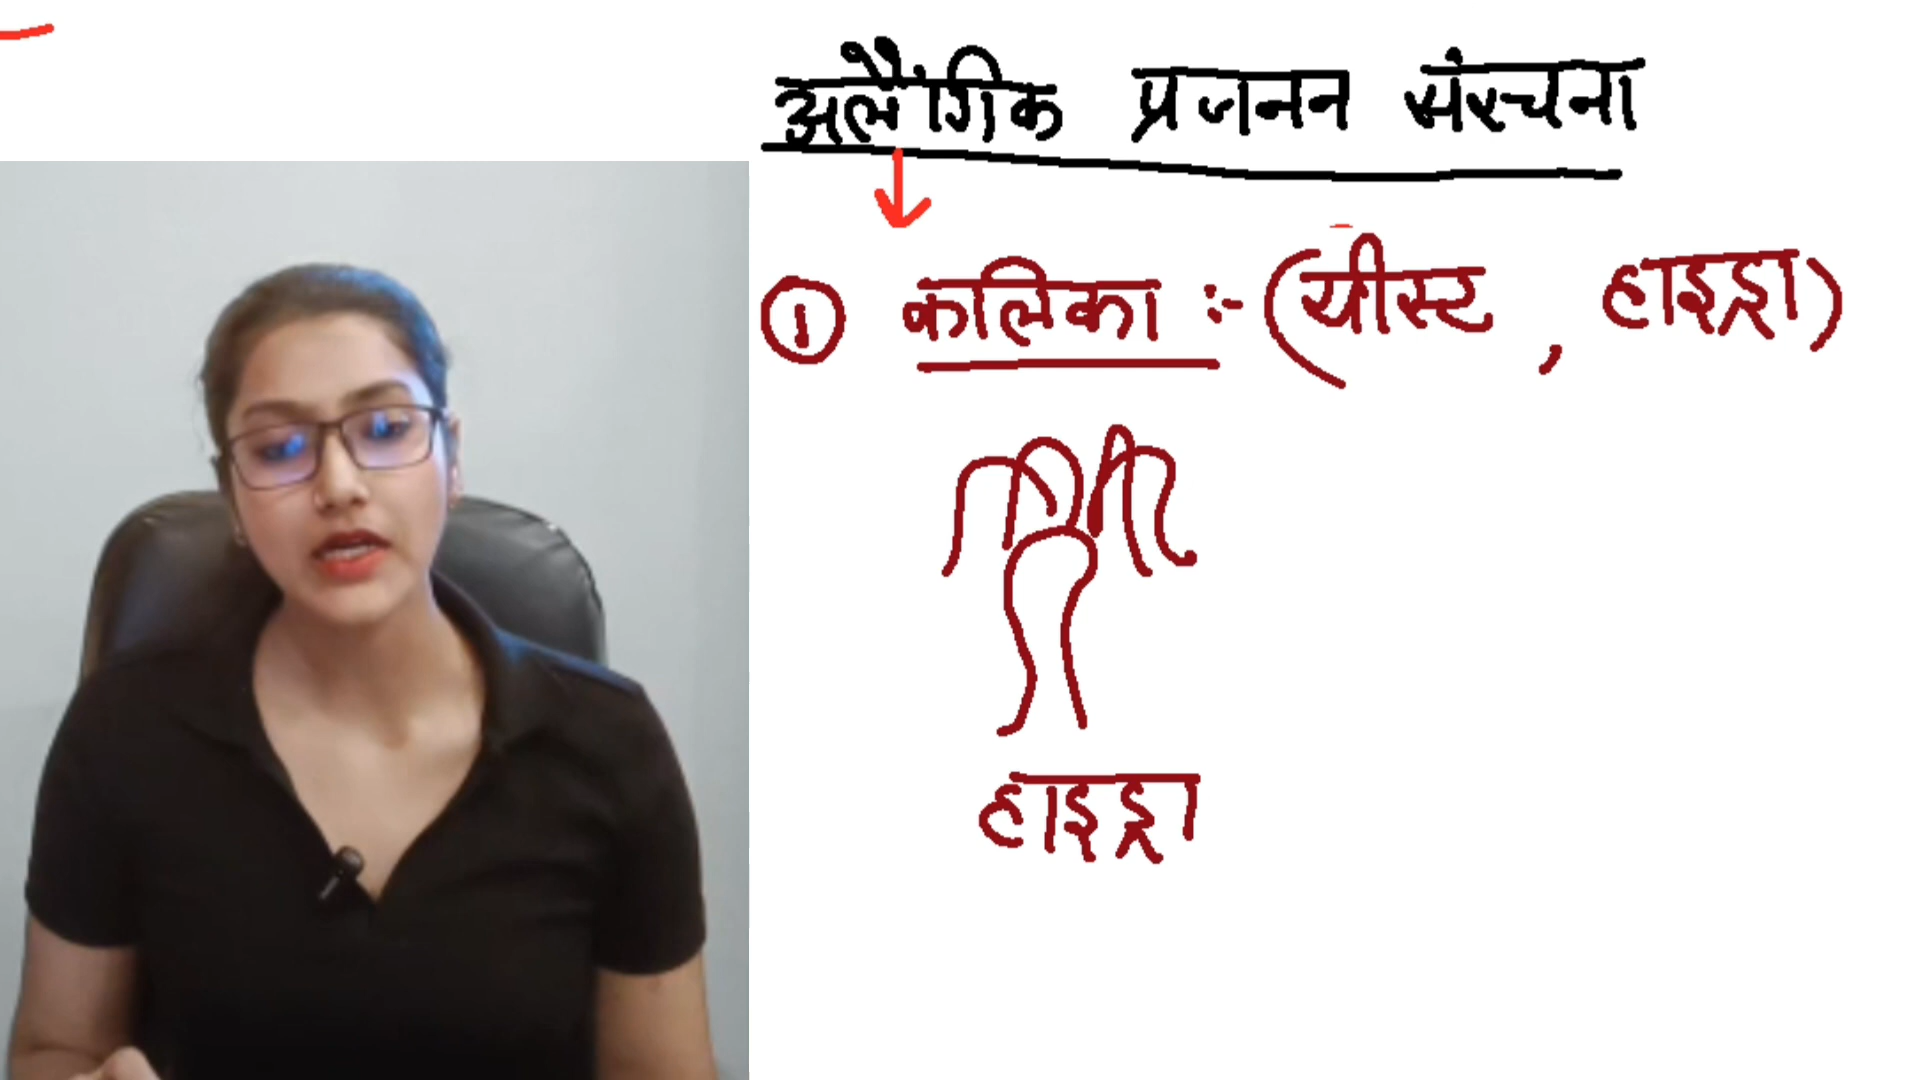 अलैंगिक प्रजनन संरचना
① कलिका :- (यीस्ट , हाइड्रा)
हाइड्रा